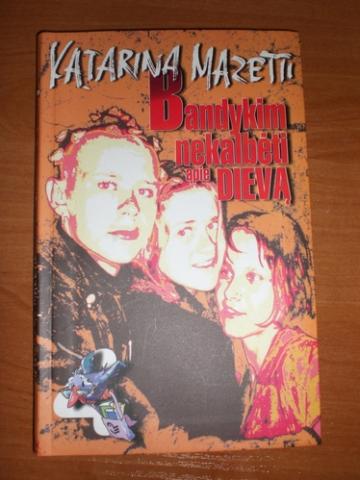 KATARINA MAZETTI
Bandykim
nekalbėti
apie
DIEVĄ